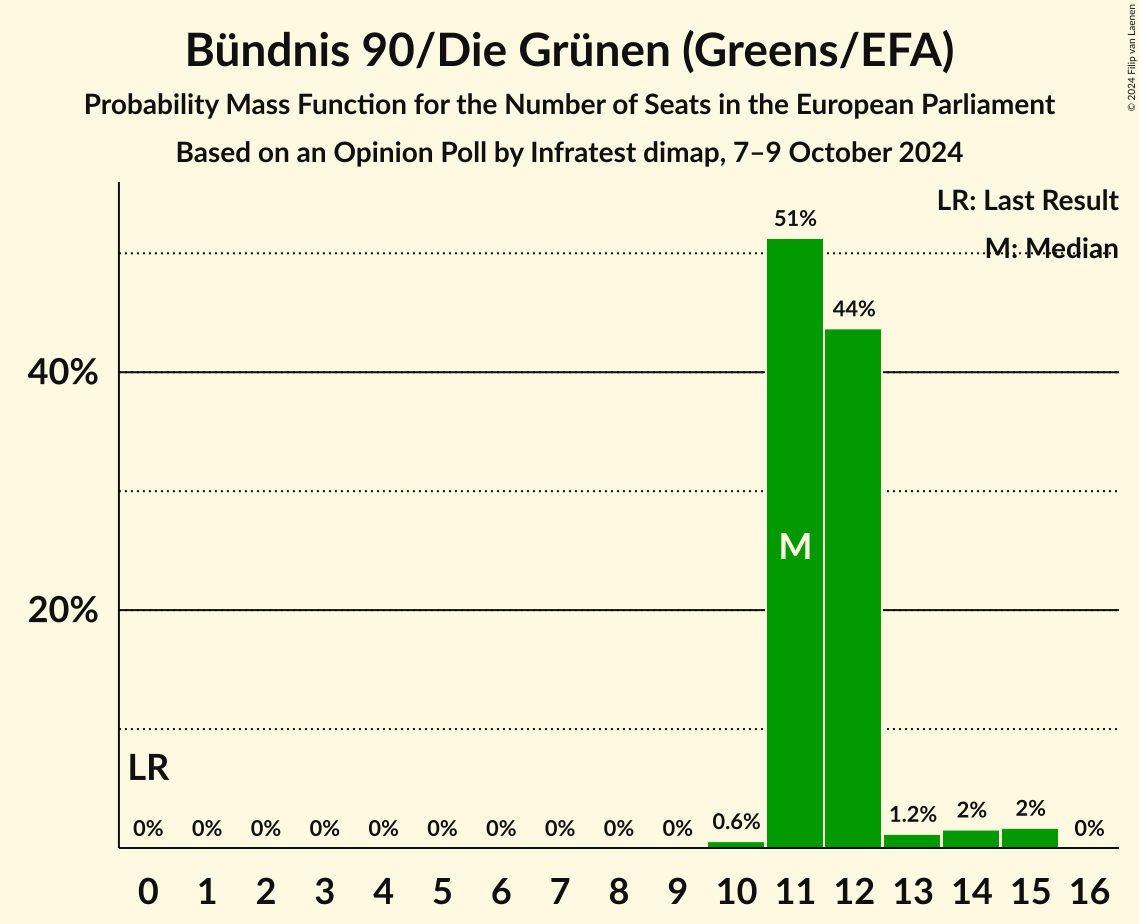 Bündnis 90/Die Grünen (Greens/EFA)
Probability Mass Function for the Number of Seats in the European Parliament
Based on an Opinion Poll by Infratest dimap, 7–9 October 2024
© 2024 Filip van Laenen
LR: Last Result
M: Median
51%
44%
40%
M
20%
LR
0% 0% 0% 0% 0% 0% 0% 0% 0% 0% 0.6% 1.2% 2% 2% 0%
0 1 2 3 4 5 6 7 8 9 10 11 12 13 14 15 16